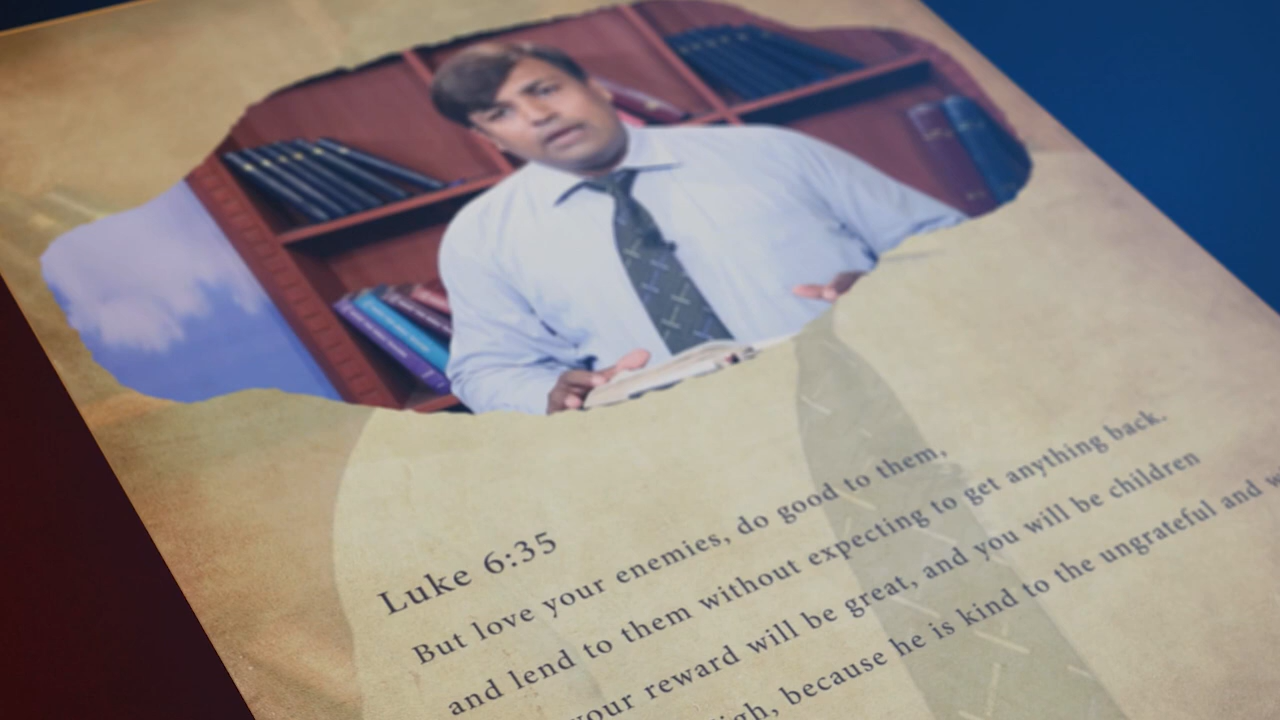 Luke 6:35
But love your enemies, do good to them,
and lend to them without expecting to get anything back.
your reward will be great, and you will be children
because he is kind to the ungrateful and